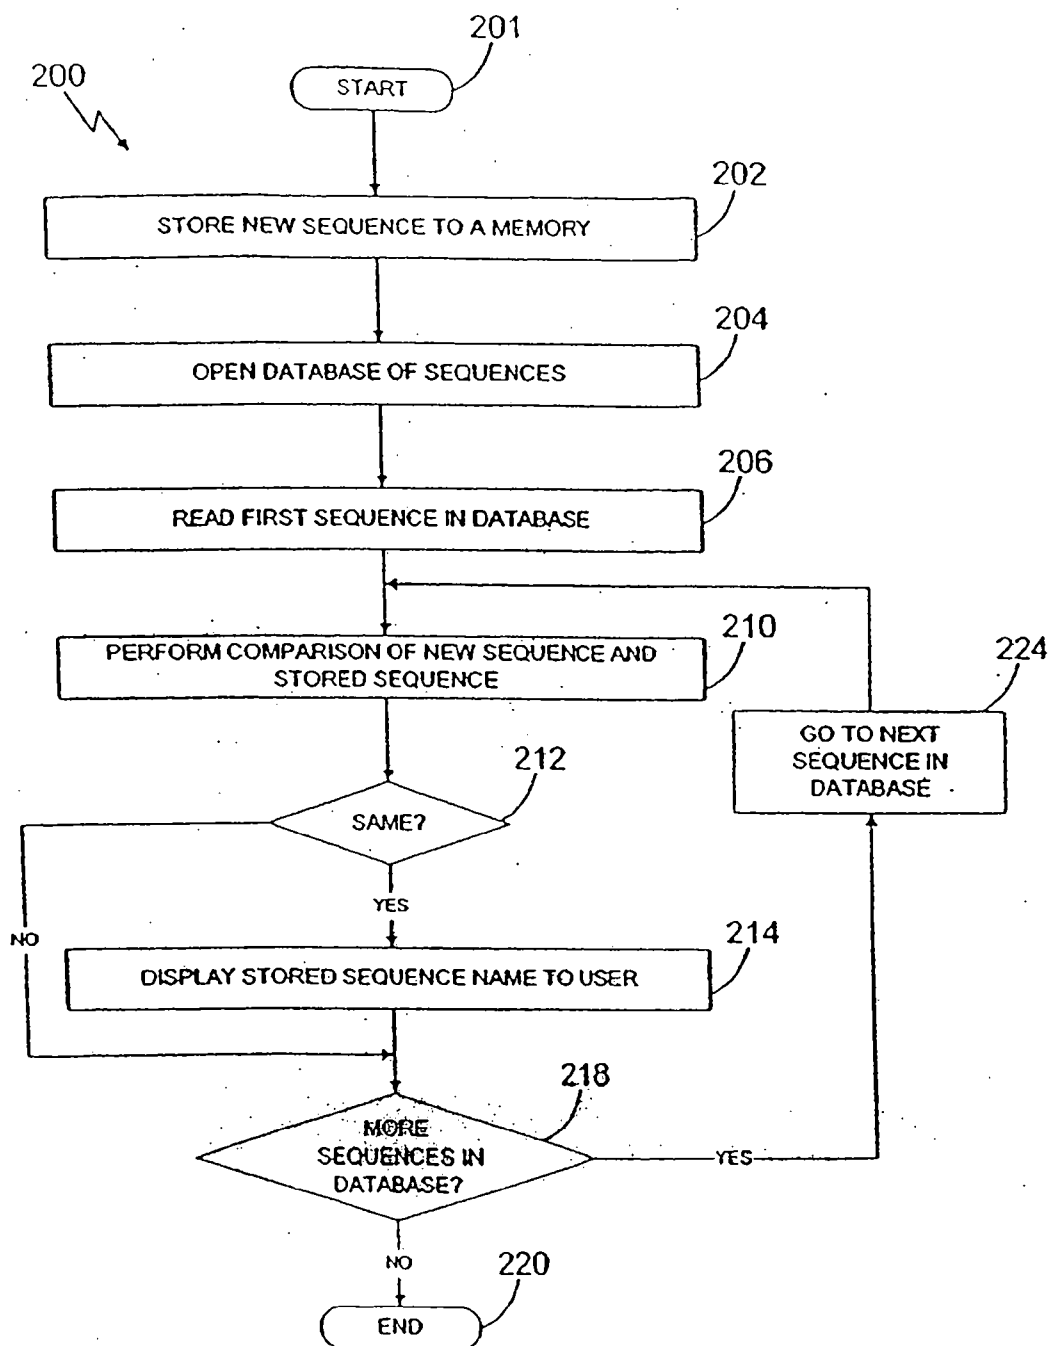 201
200
START
202
STORE NEW SEQUENCE TO A MEMORY
204
OPEN DATABASE OF SEQUENCES
206
READ FIRST SEQUENCE IN DATABASE
210
PERFORM COMPARISON OF NEW SEQUENCE AND
STORED SEQUENCE
224
GO TO NEXT
SEQUENCE IN
DATABASE
212
SAME?
YES
NO
214
DISPLAY STORED SEQUENCE NAME TO USER
218
MORE
SEQUENCES IN
DATABASE?
YES
NO
220
END